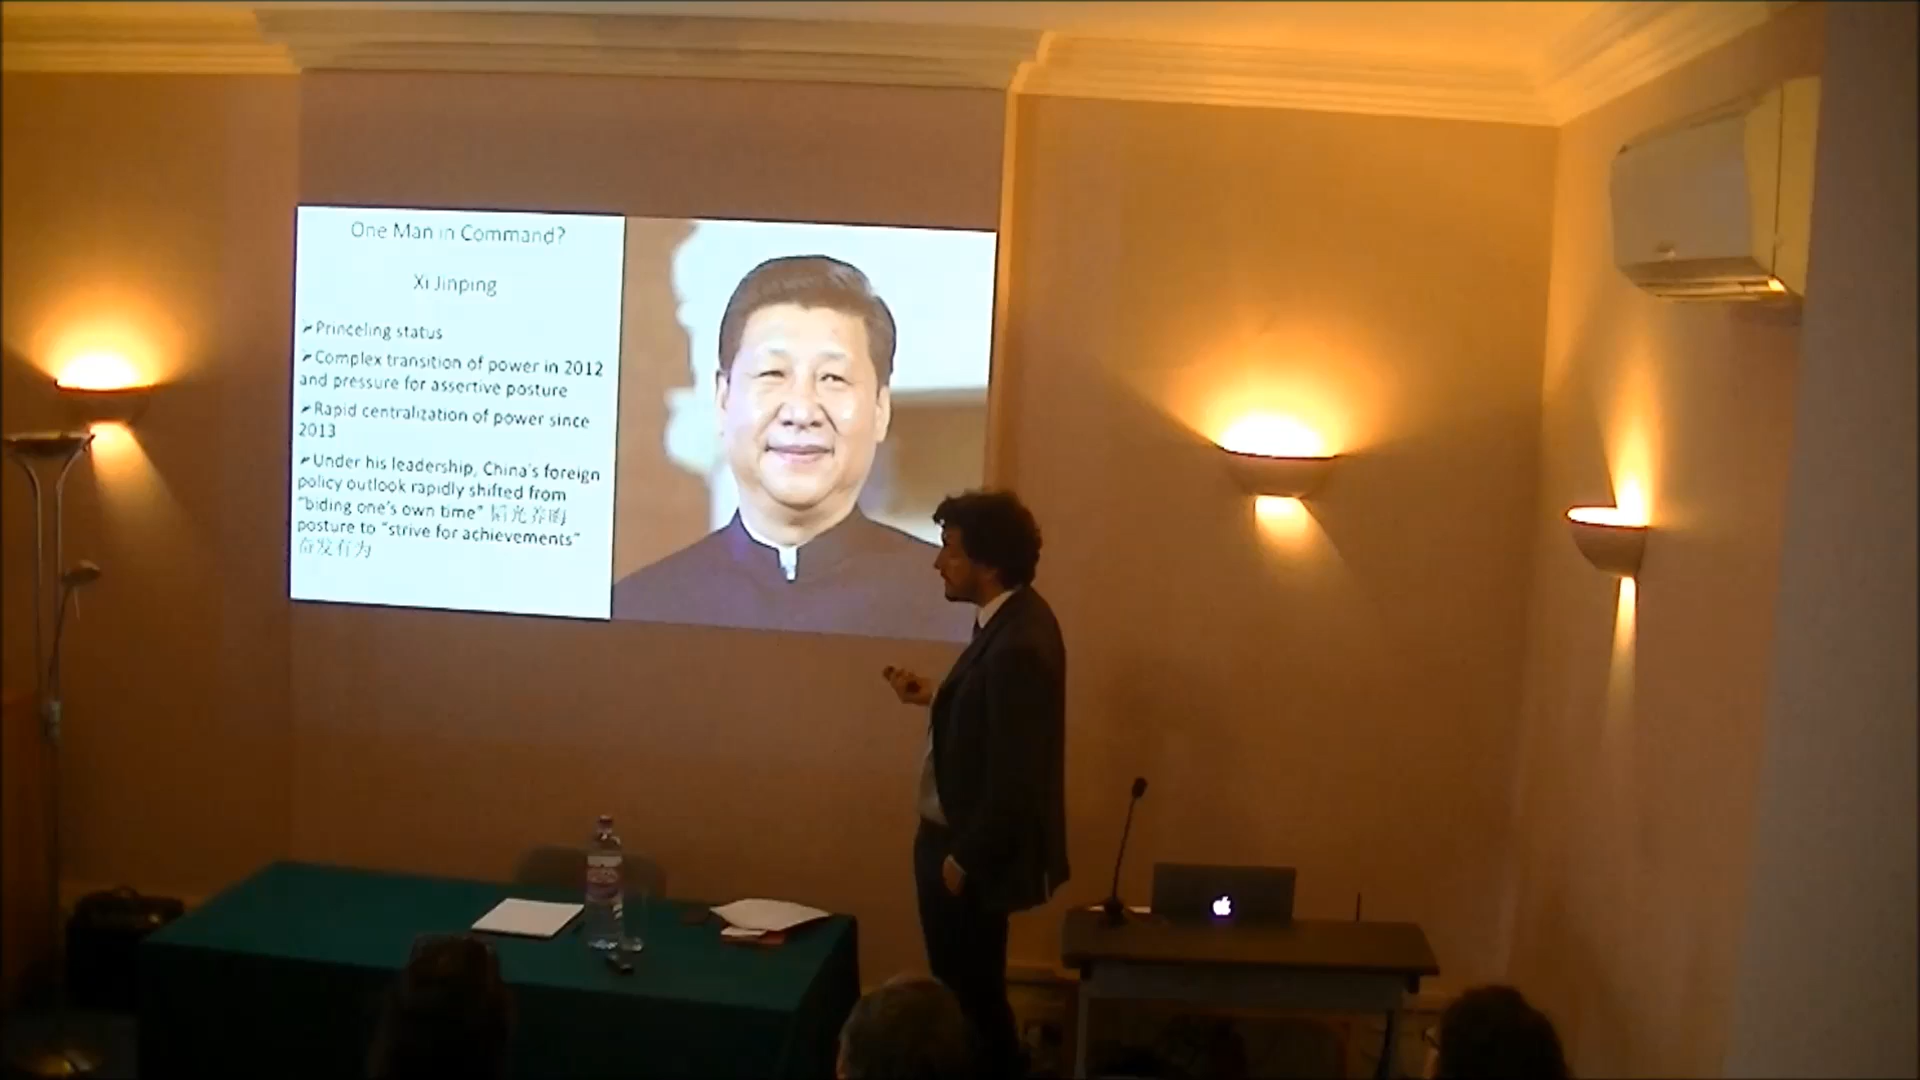 One Man in Command?
Xi Jinping
➢Princeling status
➢Complex transition of power in 2012
and pressure for assertive posture
➢Rapid centralization of power since
2013
➢Under his leadership, China's foreign
policy outlook rapidly shifted from
"biding one's own time" 韬光养晦
posture to "strive for achievements"
奋发有为